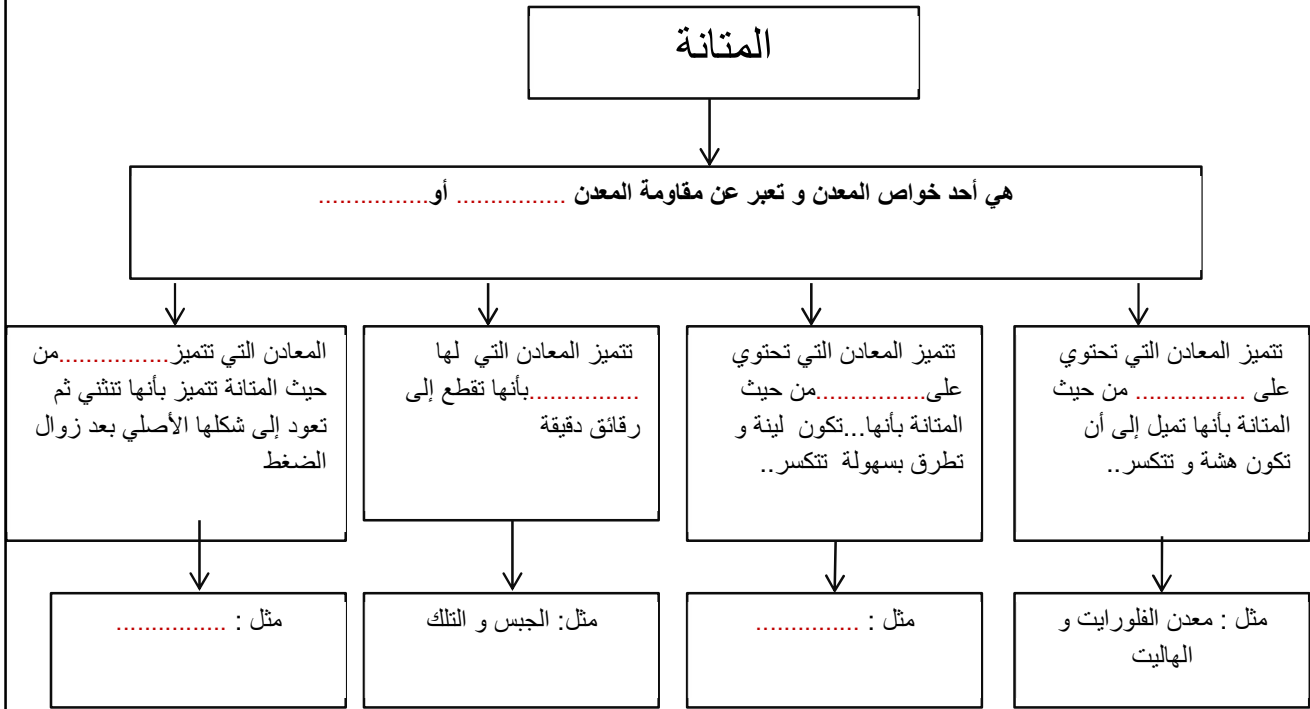 المتانة
هي أحد خواص المعدن و تعبر عن مقاومة المعدن ................ أو................
تتميز المعادن التي تحتوي
على ................ من حيث
المتانة بأنها تميل إلى أن
تكون هشة و تتكسر..
تتميز المعادن التي تحتوي
على................من حيث
المتانة بأنها...تكون لينة و
تطرق بسهولة تتكسر..
تتميز المعادن التي لها
................بأنها تقطع إلى
رقائق دقيقة
المعادن التي تتميز................من
حيث المتانة تتميز بأنها تنثني ثم
تعود إلى شكلها الأصلي بعد زوال
الضغط
مثل : معدن الفلورايت و
الهاليت
مثل : ...............
مثل: الجبس و التلك
مثل : ................